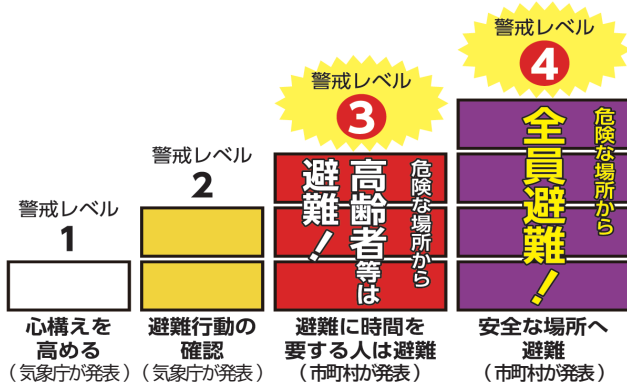 警戒レベル
1
心構えを
高める
(気象庁が発表)
警戒レベル
2
避難行動の
確認
(気象庁が発表)
警戒レベル
3
危険な場所から
高齢者等は
避難!
避難に時間を
要する人は避難
(市町村が発表)
警戒レベル
4
危険な場所から
全員避難!
安全な場所へ
避難
(市町村が発表)